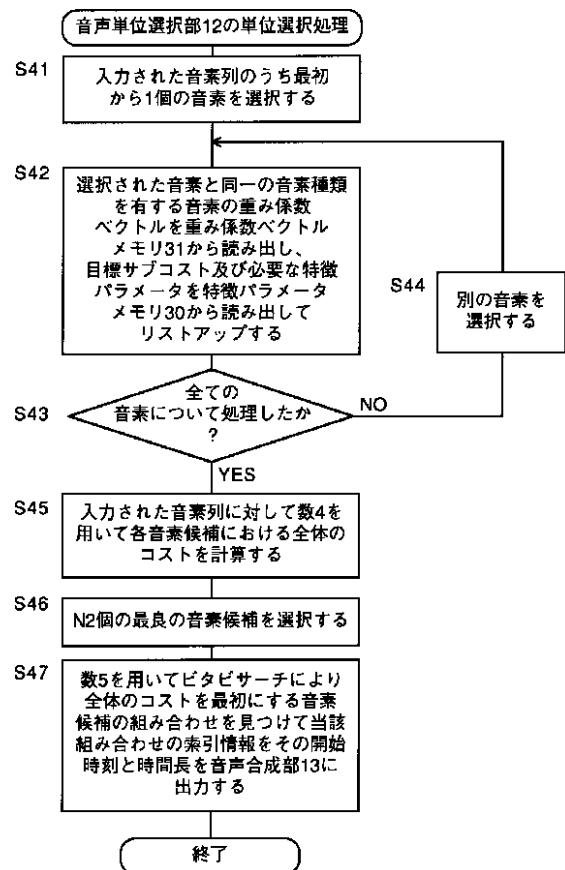 音声単位選択部12の単位選択処理
S41
入力された音素列のうち最初
から1個の音素を選択する
S42
選択された音素と同一の音素種類
を有する音素の重み係数
ベクトルを重み係数ベクトル
メモリ31から読み出し、
目標サブコスト及び必要な特徴
パラメータを特徴パラメータ
メモリ30から読み出して
リストアップする
S44
別の音素を
選択する
S43
全ての
音素について処理したか
?
NO
YES
S45
入力された音素列に対して数4を
用いて各音素候補における全体の
コストを計算する
S46
N2個の最良の音素候補を選択する
S47
数5を用いてビタビサーチにより
全体のコストを最初にする音素
候補の組み合わせを見つけて当該
組み合わせの索引情報をその開始
時刻と時間長を音声合成部13に
出力する
終了